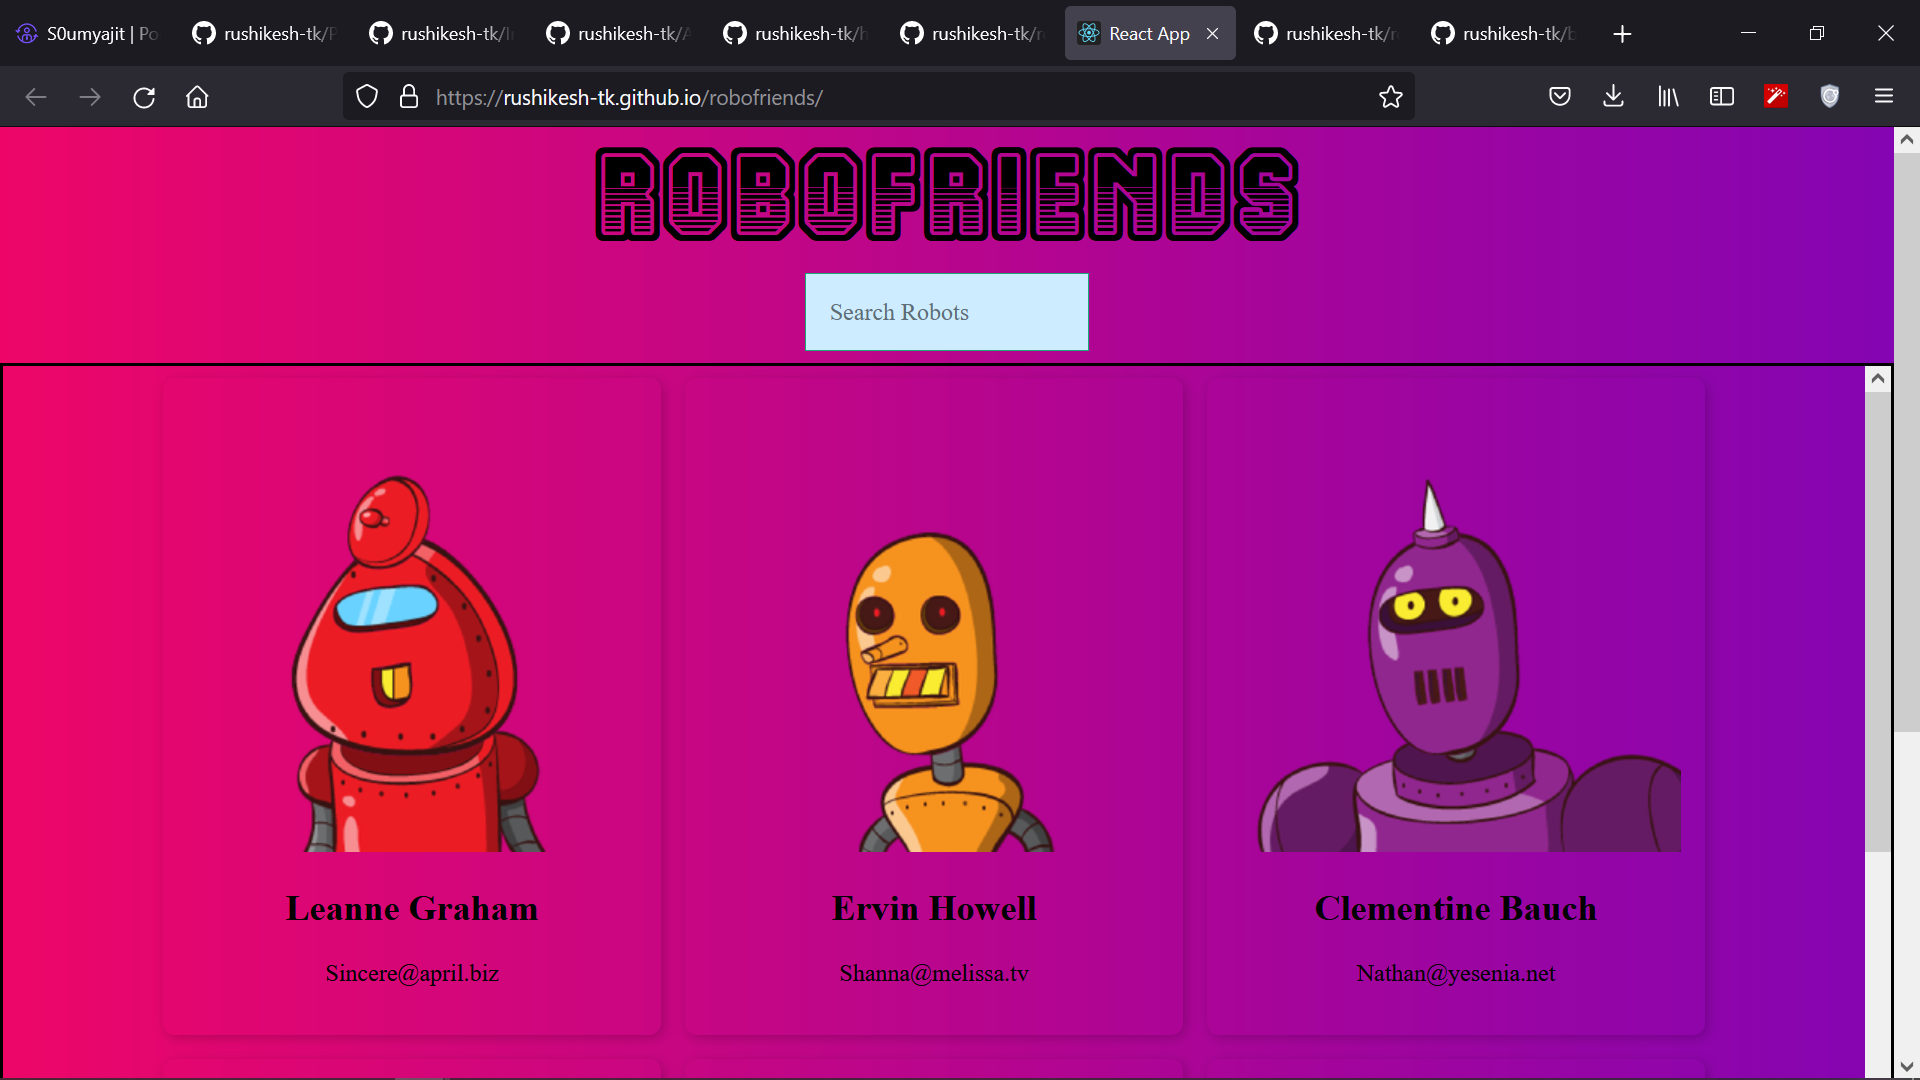 S0umyajit | Po
rushikesh-tk/P
rushikesh-tk/I
rushikesh-tk/A
rushikesh-tk/h
rushikesh-tk/r
React App
rushikesh-tk/r
rushikesh-tk/b
https://rushikesh-tk.github.io/robofriends/
ROBOFRIENDS
Search Robots
Leanne Graham
Ervin Howell
Clementine Bauch
Sincere@april.biz
Shanna@melissa.tv
Nathan@yesenia.net